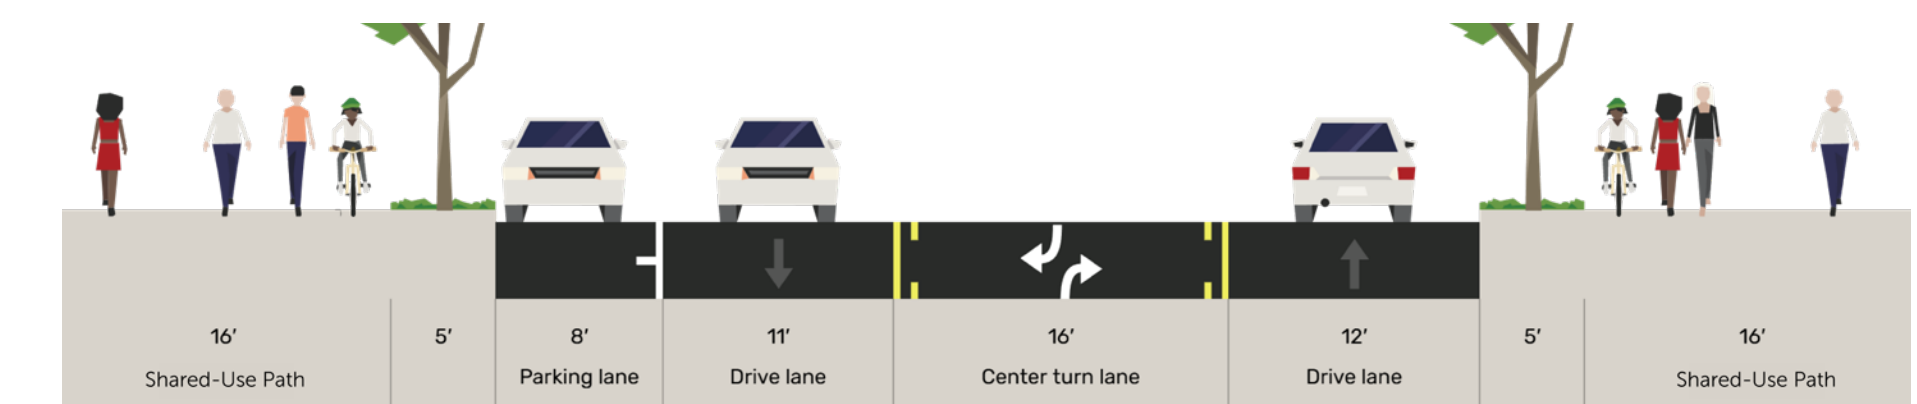 16’ 5’ 8’ 11’ 16’ 12’ 5’ 16’
Shared-Use Path Parking lane Drive lane Center turn lane Drive lane Shared-Use Path